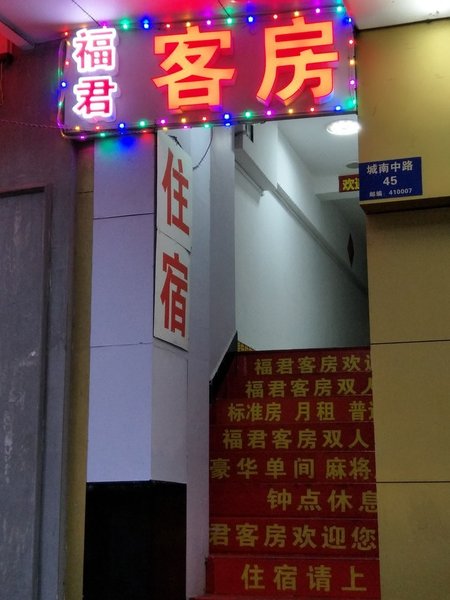 福君
客房
住宿
城南中路
45
邮编 410007
欢
福君客房欢
福君客房双人
标准房 月租 普
福君客房双人
豪华单间 麻将
钟点休息
君客房欢迎您
住宿请上